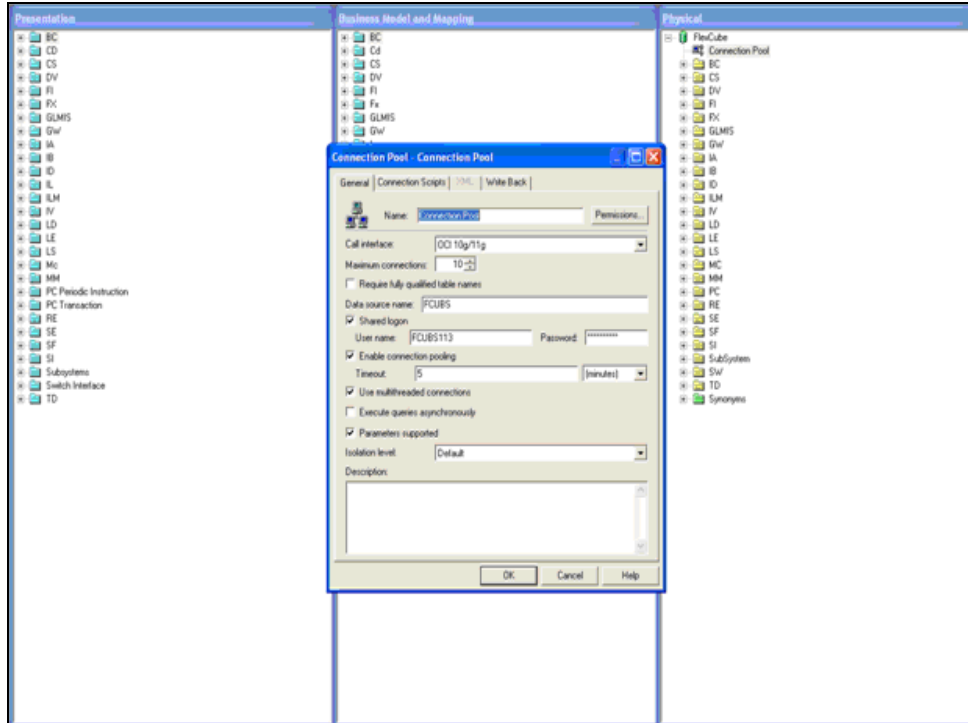 Presentation
BC
CD
CS
DV
FI
FX
GLMIS
GW
IA
IB
ID
IL
ILM
IV
LD
LE
LS
Mc
MM
PC Periodic Instruction
PC Transaction
RE
SE
SF
SI
Subsystems
Switch Interface
TD
Business Model and Mapping
BC
Cd
CS
DV
FI
Fx
GLMIS
GW
Physical
FlexCube
Connection Pool
BC
CS
DV
FI
FX
GLMIS
GW
IA
IB
ID
ILM
IV
LD
LE
LS
MC
MM
PC
RE
SE
SF
SI
SubSystem
SW
TD
Synonyms
Connection Pool - Connection Pool
General Connection Scripts XML Write Back
Name: Connection Pool Permissions...
Call interface: OCI 10g/11g
Maximum connections: 10
Require fully qualified table names
Data source name: FCUBS
Shared logon
User name: FCUBS113 Password: **********
Enable connection pooling
Timeout: 5 (minutes)
Use multithreaded connections
Execute queries asynchronously
Parameters supported
Isolation level: Default
Description:
OK Cancel Help